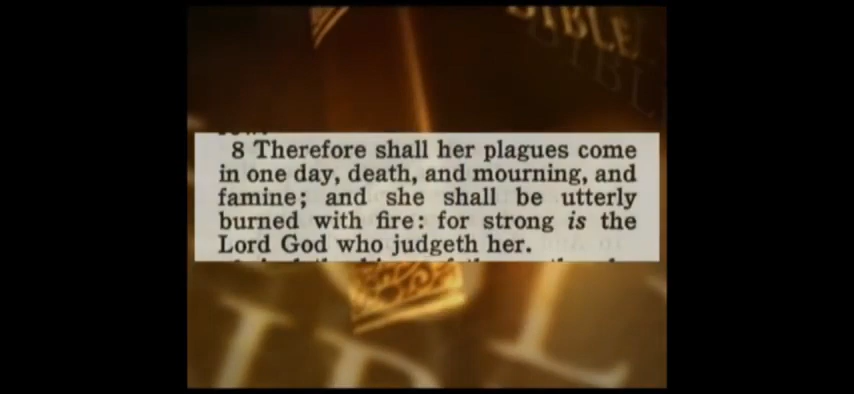 BIBLE
8 Therefore shall her plagues come
in one day, death, and mourning, and
famine; and she shall be utterly
burned with fire: for strong is the
Lord God who judgeth her.